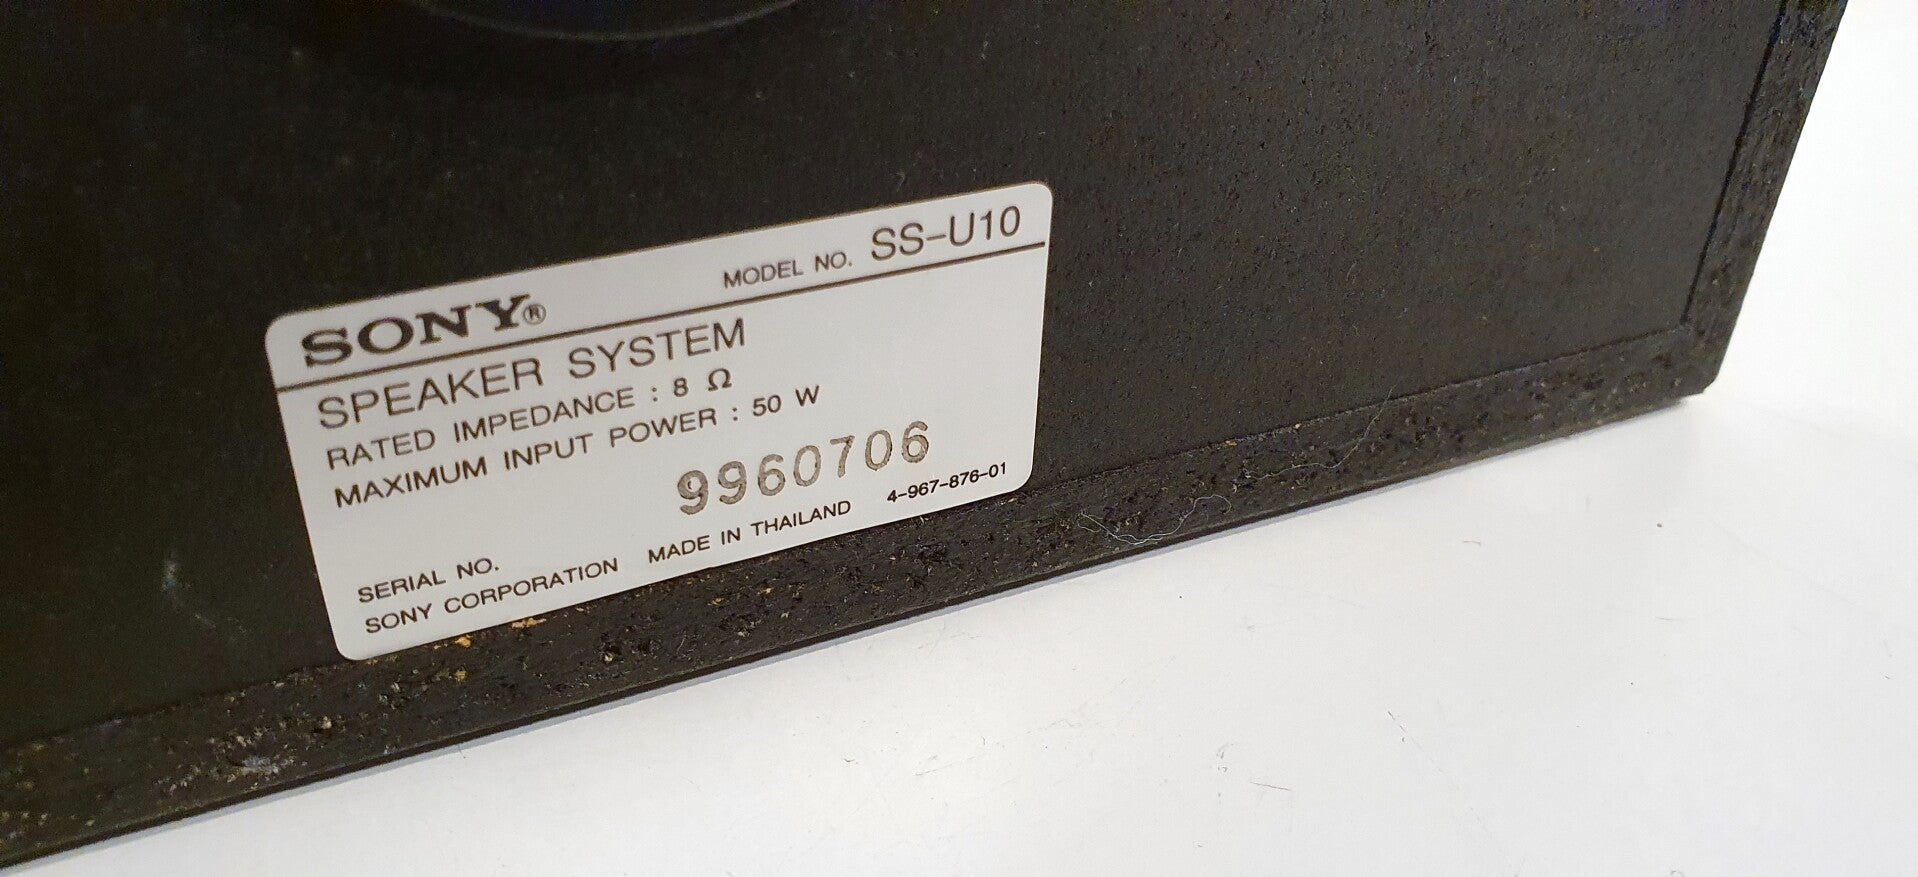 SONY® MODEL NO. SS-U10
SPEAKER SYSTEM
RATED IMPEDANCE : 8 Ω
MAXIMUM INPUT POWER : 50 W
9960706
SERIAL NO.
SONY CORPORATION MADE IN THAILAND 4-967-876-01